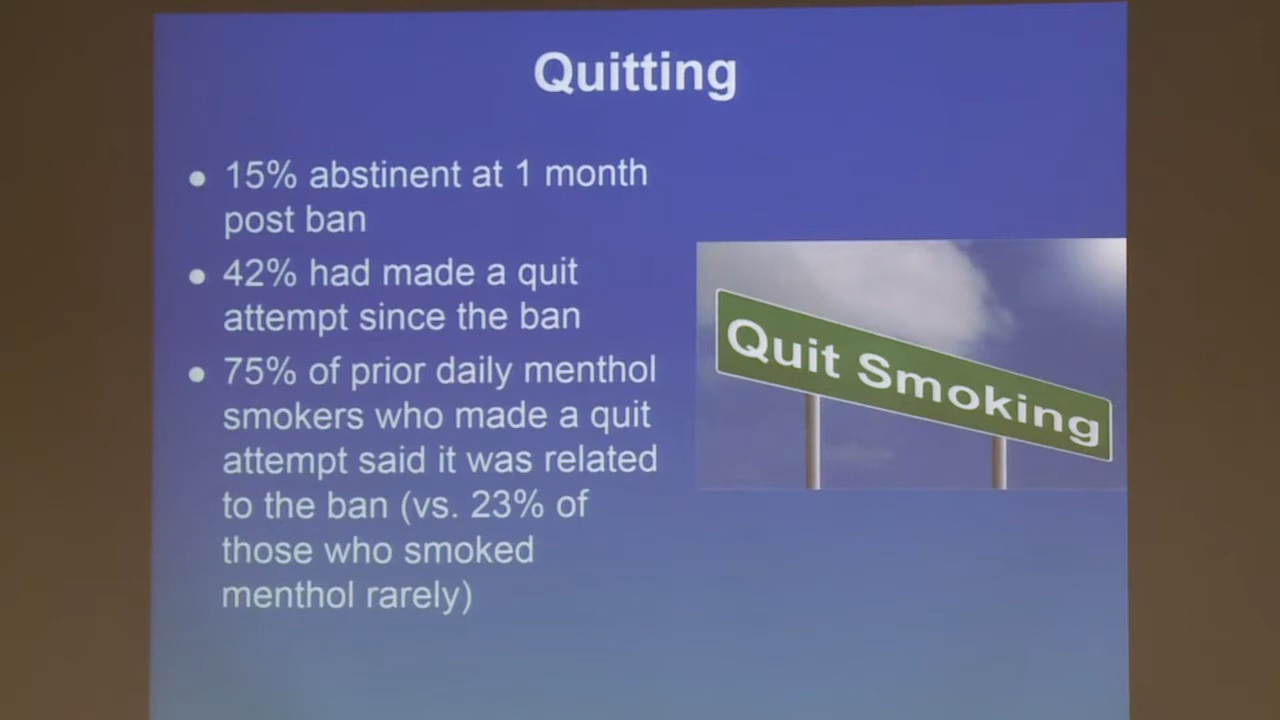 Quitting
• 15% abstinent at 1 month
post ban
• 42% had made a quit
attempt since the ban
• 75% of prior daily menthol
smokers who made a quit
attempt said it was related
to the ban (vs. 23% of
those who smoked
menthol rarely)
Quit Smoking